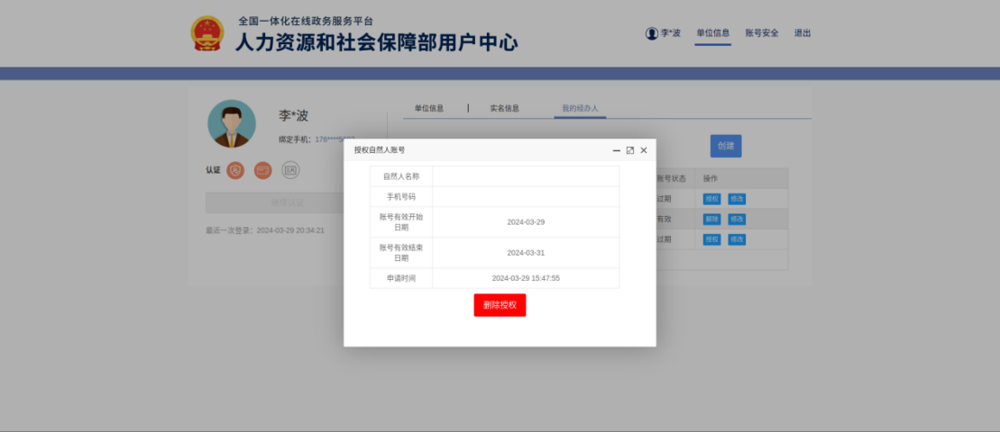 全国一体化在线政务服务平台
人力资源和社会保障部用户中心
李*波 单位信息 账号安全 退出
李*波
绑定手机：176****5
认证
继续认证
最近一次登录：2024-03-29 20:34:21
单位信息 | 实名信息 我的经办人
创建
账号状态 操作
过期 授权 修改
有效 解除 修改
过期 授权 修改
授权自然人账号
自然人名称
手机号码
账号有效开始
日期
2024-03-29
账号有效结束
日期
2024-03-31
申请时间 2024-03-29 15:47:55
删除授权